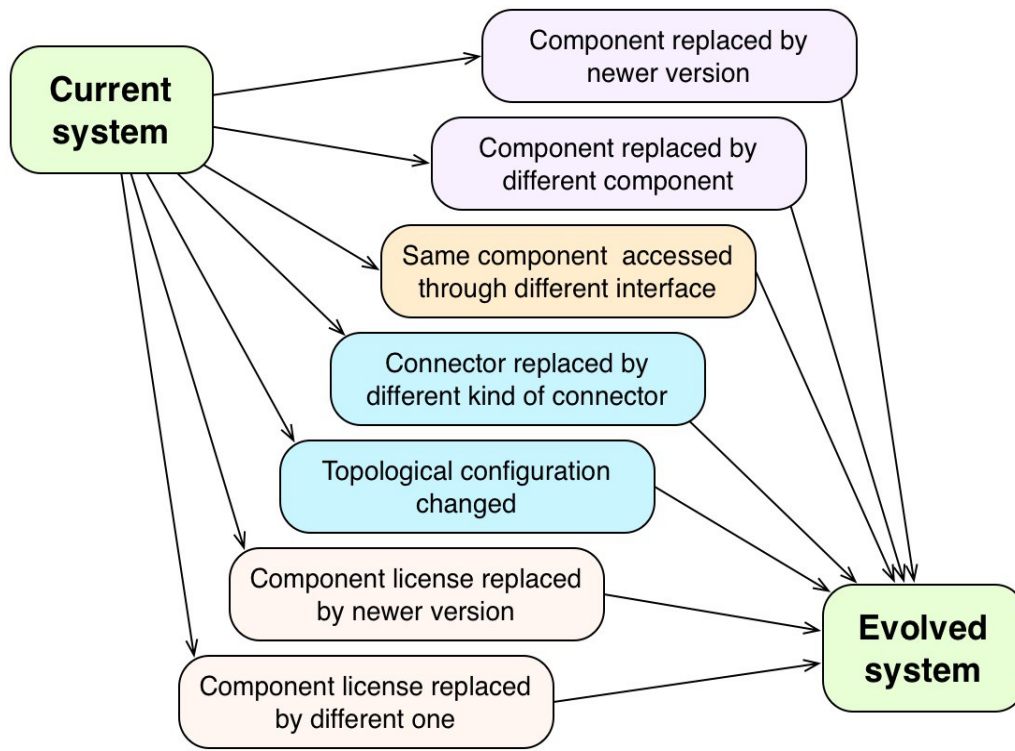 Current
system
Component replaced by
newer version
Component replaced by
different component
Same component accessed
through different interface
Connector replaced by
different kind of connector
Topological configuration
changed
Component license replaced
by newer version
Component license replaced
by different one
Evolved
system